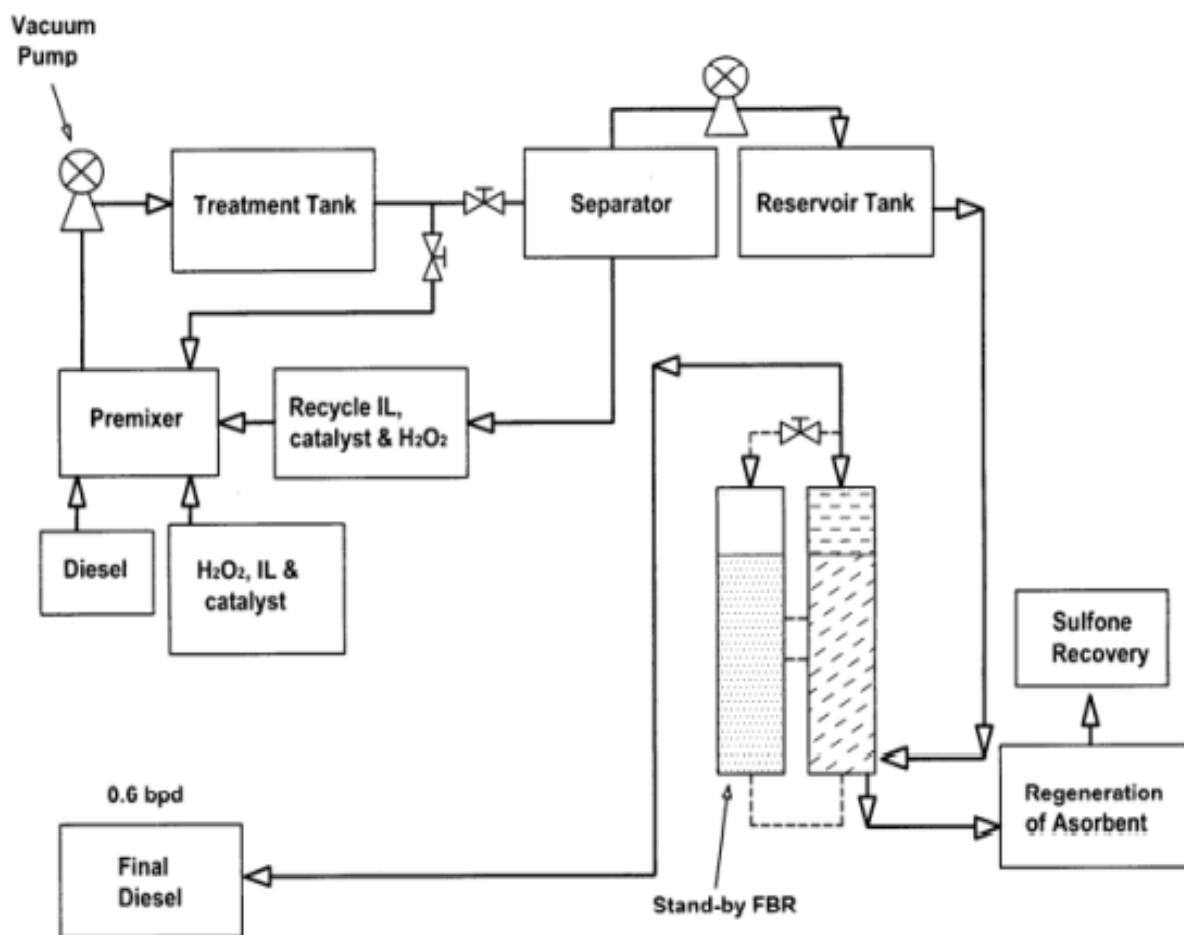 Vacuum
Pump
Treatment Tank
Separator
Reservoir Tank
Premixer
Recycle IL,
catalyst & H₂O₂
Diesel
H₂O₂, IL &
catalyst
Sulfone
Recovery
0.6 bpd
Regeneration
of Asorbent
Final
Diesel
Stand-by FBR